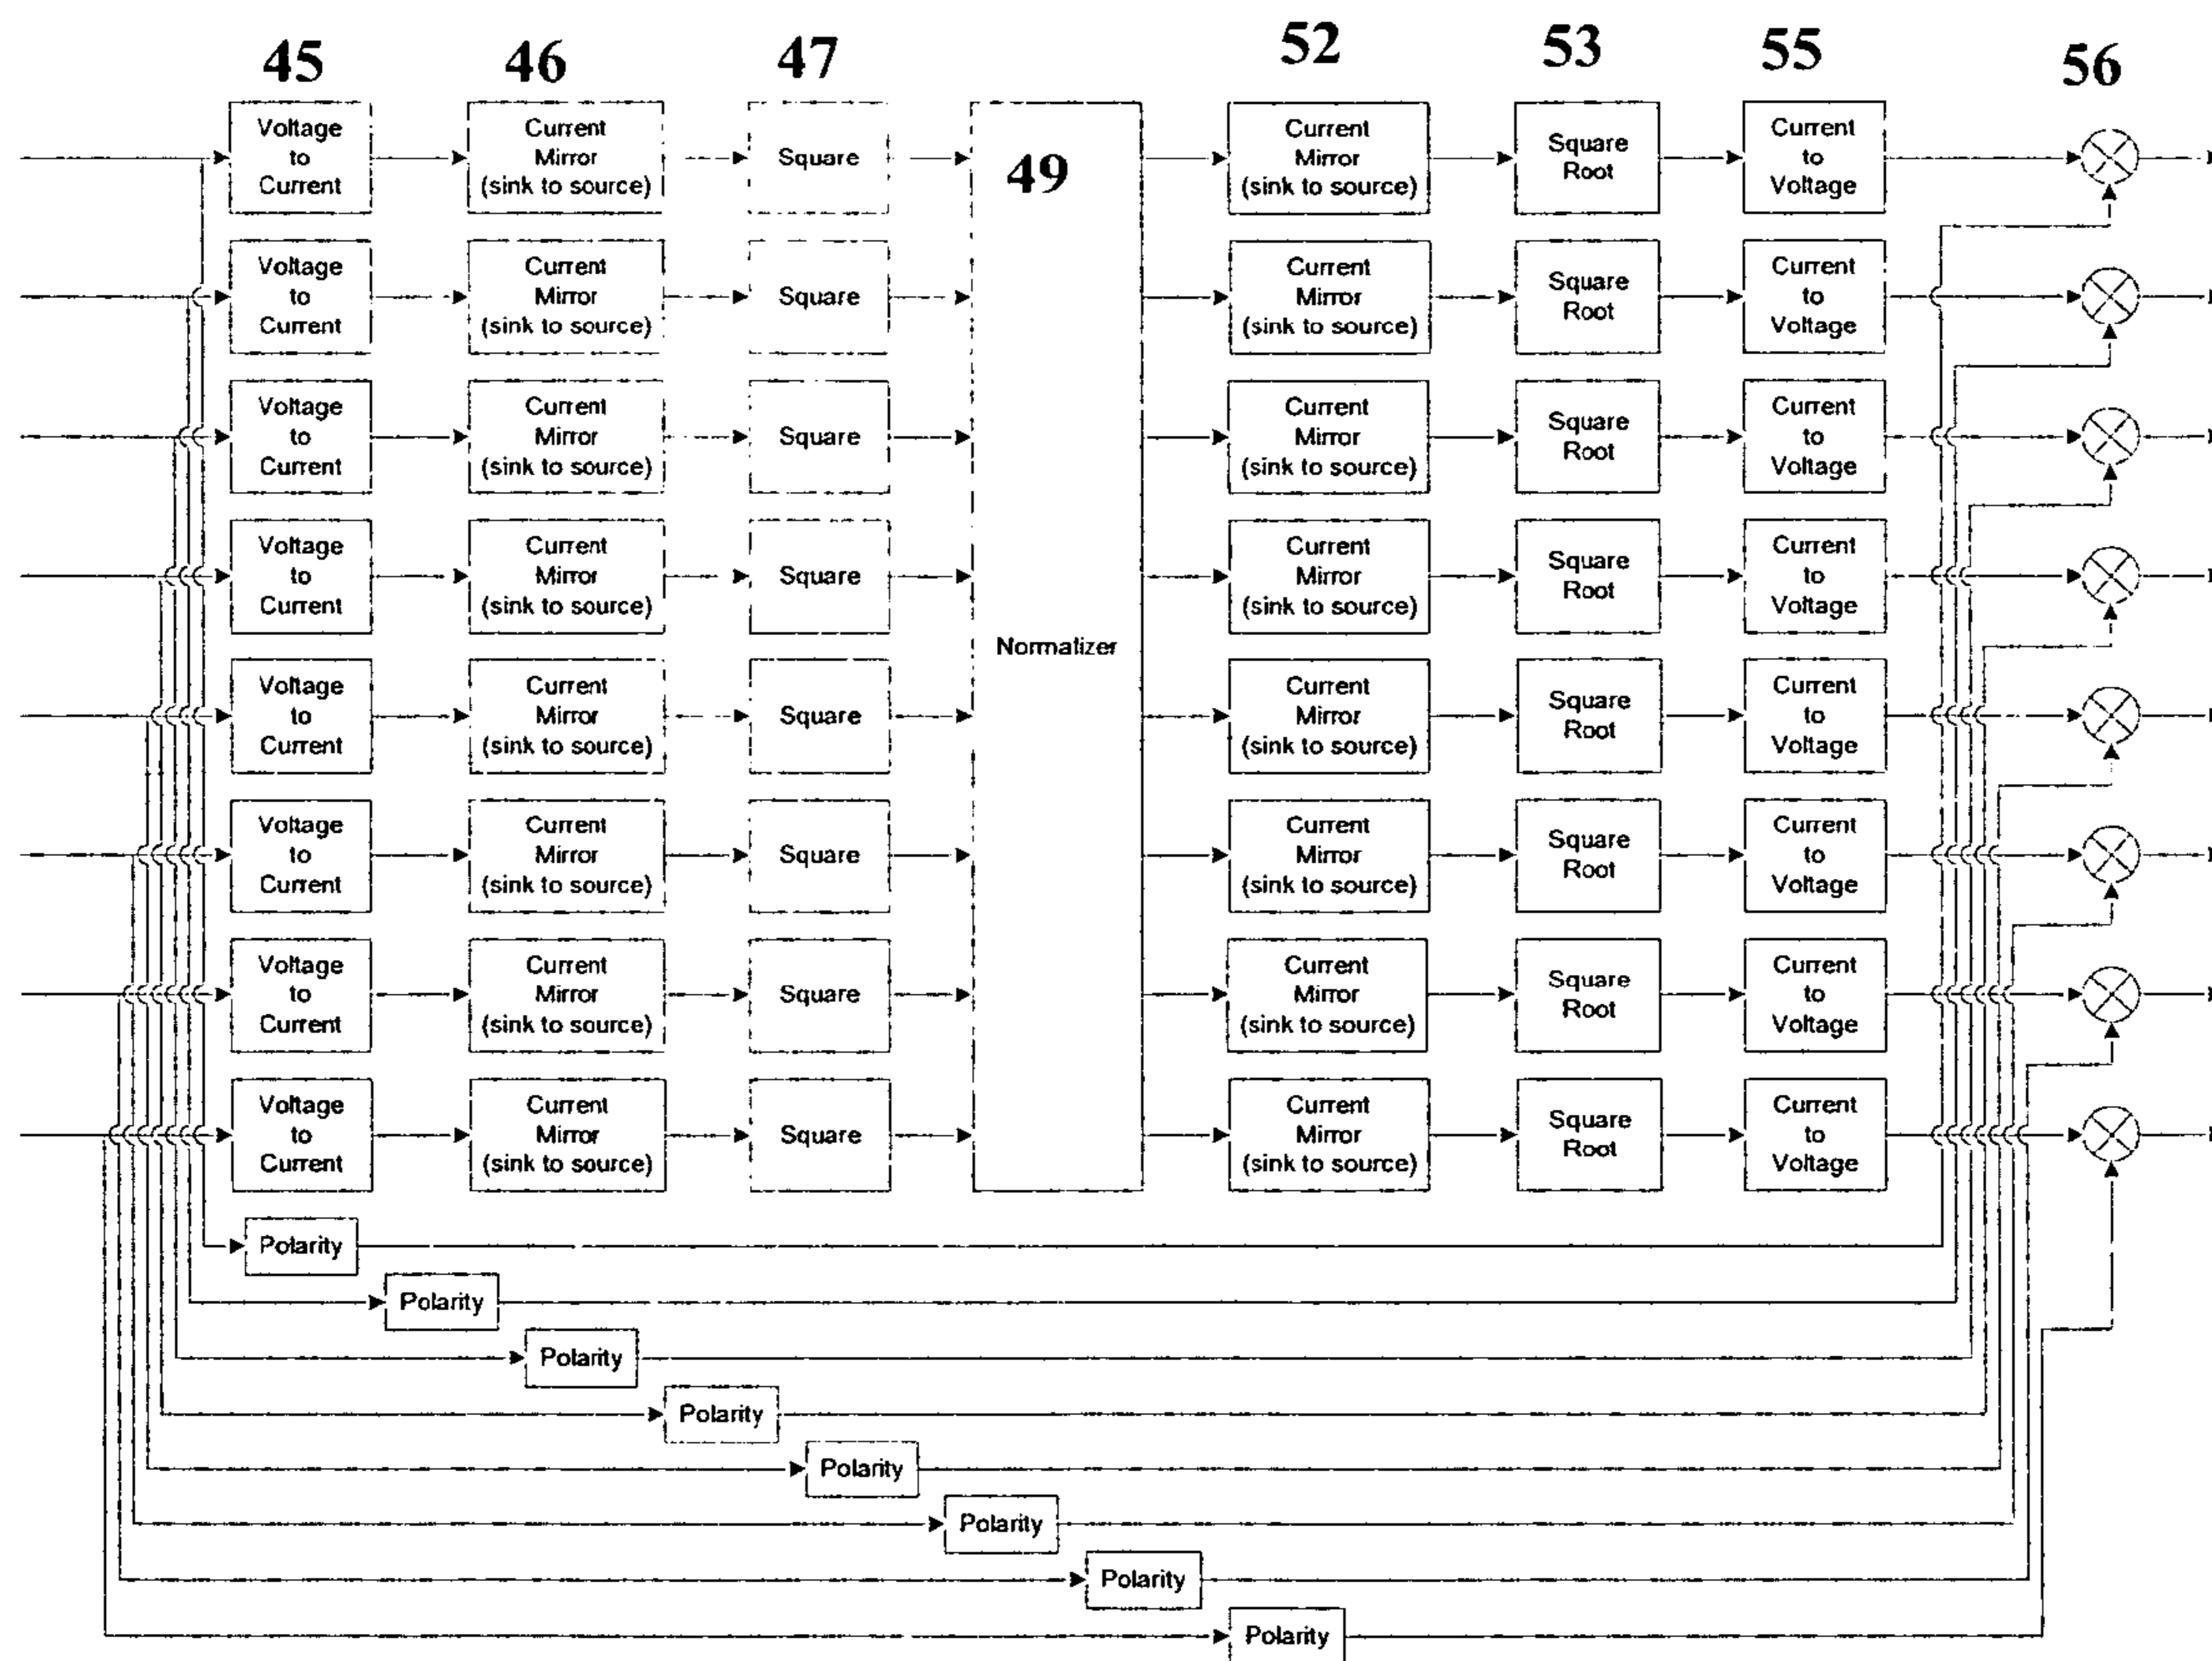 45 46 47 52 53 55 56
49
Voltage
to
Current
Current
Mirror
(sink to source)
Square
Current
Mirror
(sink to source)
Square
Root
Current
to
Voltage
Voltage
to
Current
Current
Mirror
(sink to source)
Square
Current
Mirror
(sink to source)
Square
Root
Current
to
Voltage
Voltage
to
Current
Current
Mirror
(sink to source)
Square
Current
Mirror
(sink to source)
Square
Root
Current
to
Voltage
Voltage
to
Current
Current
Mirror
(sink to source)
Square
Normalizer
Current
Mirror
(sink to source)
Square
Root
Current
to
Voltage
Voltage
to
Current
Current
Mirror
(sink to source)
Square
Current
Mirror
(sink to source)
Square
Root
Current
to
Voltage
Voltage
to
Current
Current
Mirror
(sink to source)
Square
Current
Mirror
(sink to source)
Square
Root
Current
to
Voltage
Voltage
to
Current
Current
Mirror
(sink to source)
Square
Current
Mirror
(sink to source)
Square
Root
Current
to
Voltage
Voltage
to
Current
Current
Mirror
(sink to source)
Square
Current
Mirror
(sink to source)
Square
Root
Current
to
Voltage
Polarity
Polarity
Polarity
Polarity
Polarity
Polarity
Polarity
Polarity